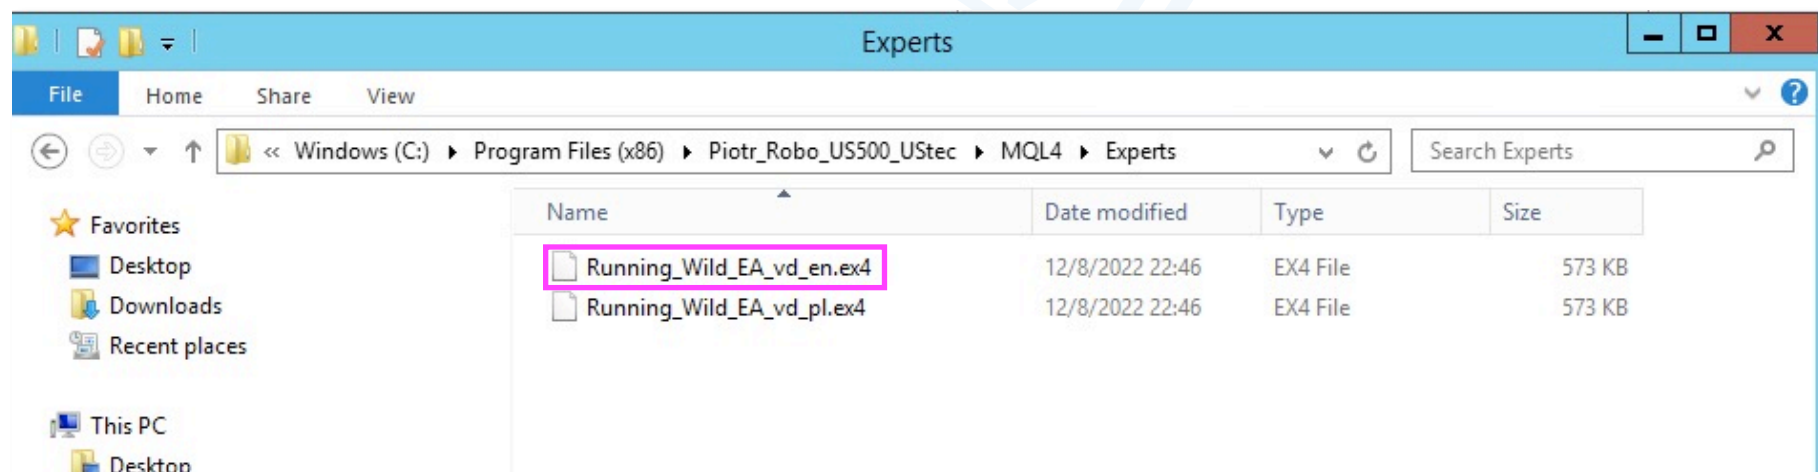 Experts
File Home Share View
« Windows (C:) Program Files (x86) Piotr_Robo_US500_UStec MQL4 Experts Search Experts
Name Date modified Type Size
Favorites
Desktop
Downloads
Recent places
This PC
Desktop
Running_Wild_EA_vd_en.ex4 12/8/2022 22:46 EX4 File 573 KB
Running_Wild_EA_vd_pl.ex4 12/8/2022 22:46 EX4 File 573 KB